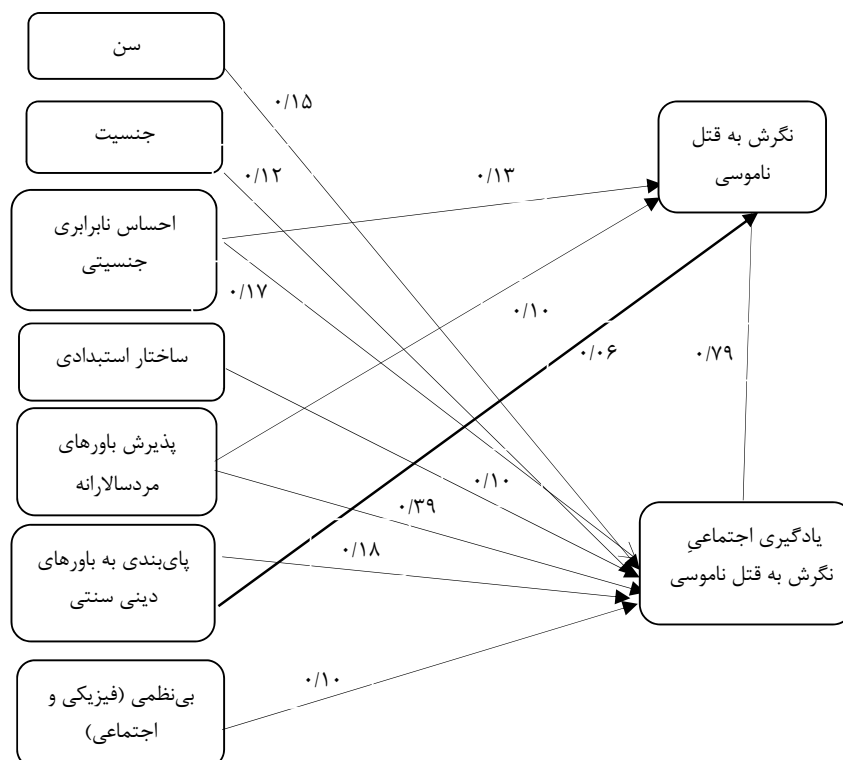 سن
۰/۱۵
جنسیت
نگرش به قتل
ناموسی
۰/۱۲
۰/۱۳
احساس نابرابری
جنسیتی
۰/۱۷
۰/۱۰
ساختار استبدادی
۰/۰۶
۰/۷۹
پذیرش باورهای
مردسالارانه
۰/۱۰
۰/۳۹
یادگیری اجتماعیِ
نگرش به قتل ناموسی
پای‌بندی به باورهای
دینی سنتی
۰/۱۸
بی‌نظمی (فیزیکی و
اجتماعی)
۰/۱۰